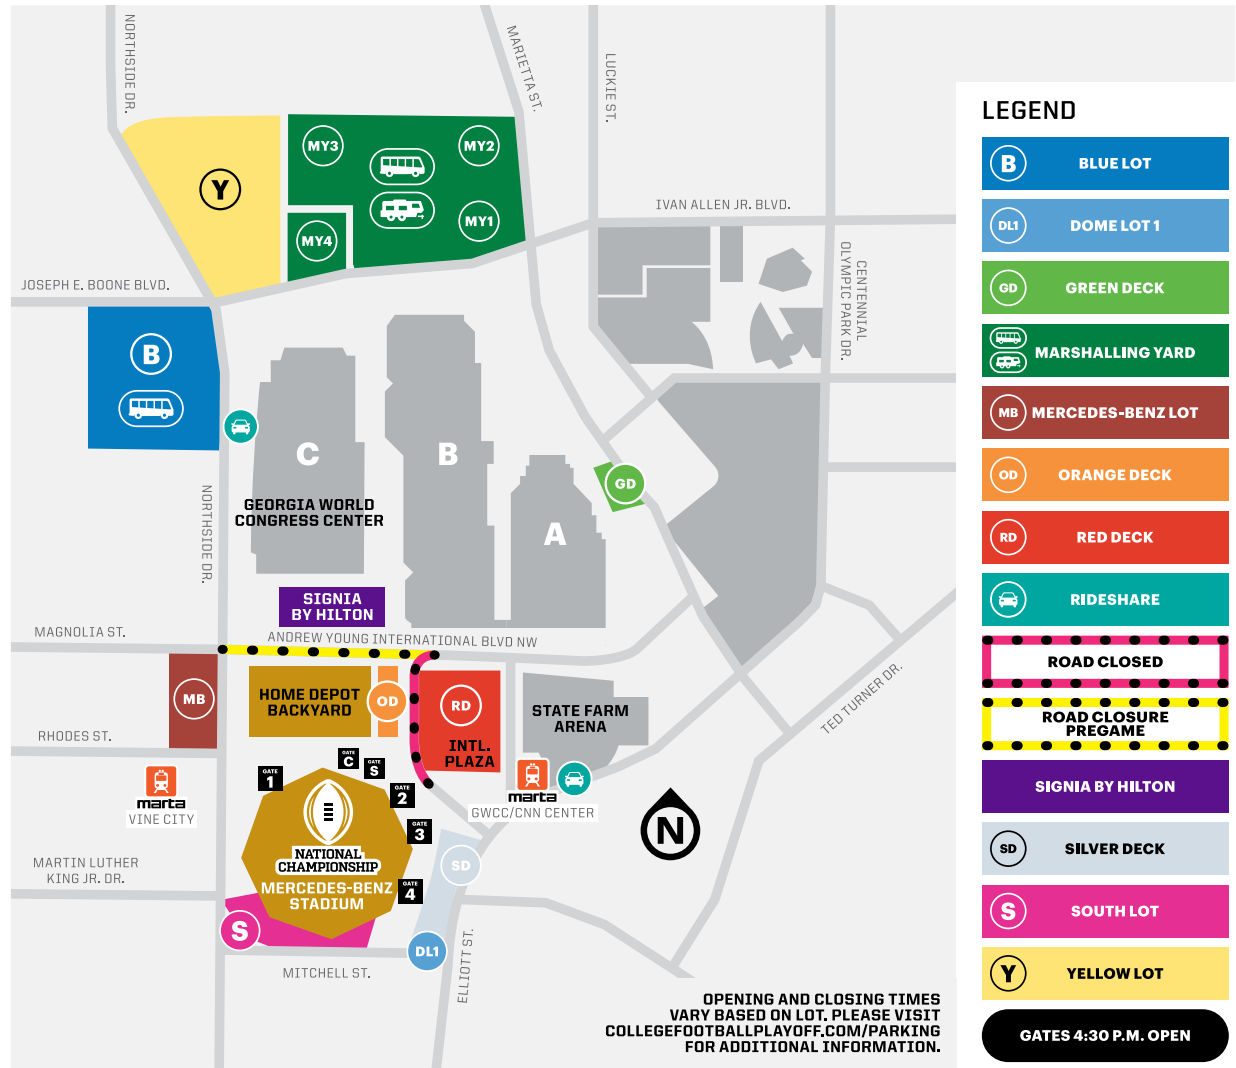 NORTHSIDE DR.
MARIETTA ST.
LUCKIE ST.
MY3
MY2
Y
MY1
MY4
IVAN ALLEN JR. BLVD.
CENTENNIAL
OLYMPIC PARK DR.
JOSEPH E. BOONE BLVD.
B
C
B
A
GD
GEORGIA WORLD
CONGRESS CENTER
NORTHSIDE DR.
SIGNIA
BY HILTON
MAGNOLIA ST.
ANDREW YOUNG INTERNATIONAL BLVD NW
MB
HOME DEPOT
BACKYARD
OD
RD
INTL.
PLAZA
STATE FARM
ARENA
TED TURNER DR.
RHODES ST.
GATE
C
GATE
S
GATE
1
GATE
2
GATE
3
GATE
4
marta
VINE CITY
marta
GWCC/CNN CENTER
N
NATIONAL
CHAMPIONSHIP
MERCEDES-BENZ
STADIUM
MARTIN LUTHER
KING JR. DR.
SD
S
DL1
MITCHELL ST.
ELLIOTT ST.
OPENING AND CLOSING TIMES
VARY BASED ON LOT. PLEASE VISIT
COLLEGEFOOTBALLPLAYOFF.COM/PARKING
FOR ADDITIONAL INFORMATION.
LEGEND
B BLUE LOT
DL1 DOME LOT 1
GD GREEN DECK
MARSHALLING YARD
MB MERCEDES-BENZ LOT
OD ORANGE DECK
RD RED DECK
RIDESHARE
ROAD CLOSED
ROAD CLOSURE
PREGAME
SIGNIA BY HILTON
SD SILVER DECK
S SOUTH LOT
Y YELLOW LOT
GATES 4:30 P.M. OPEN